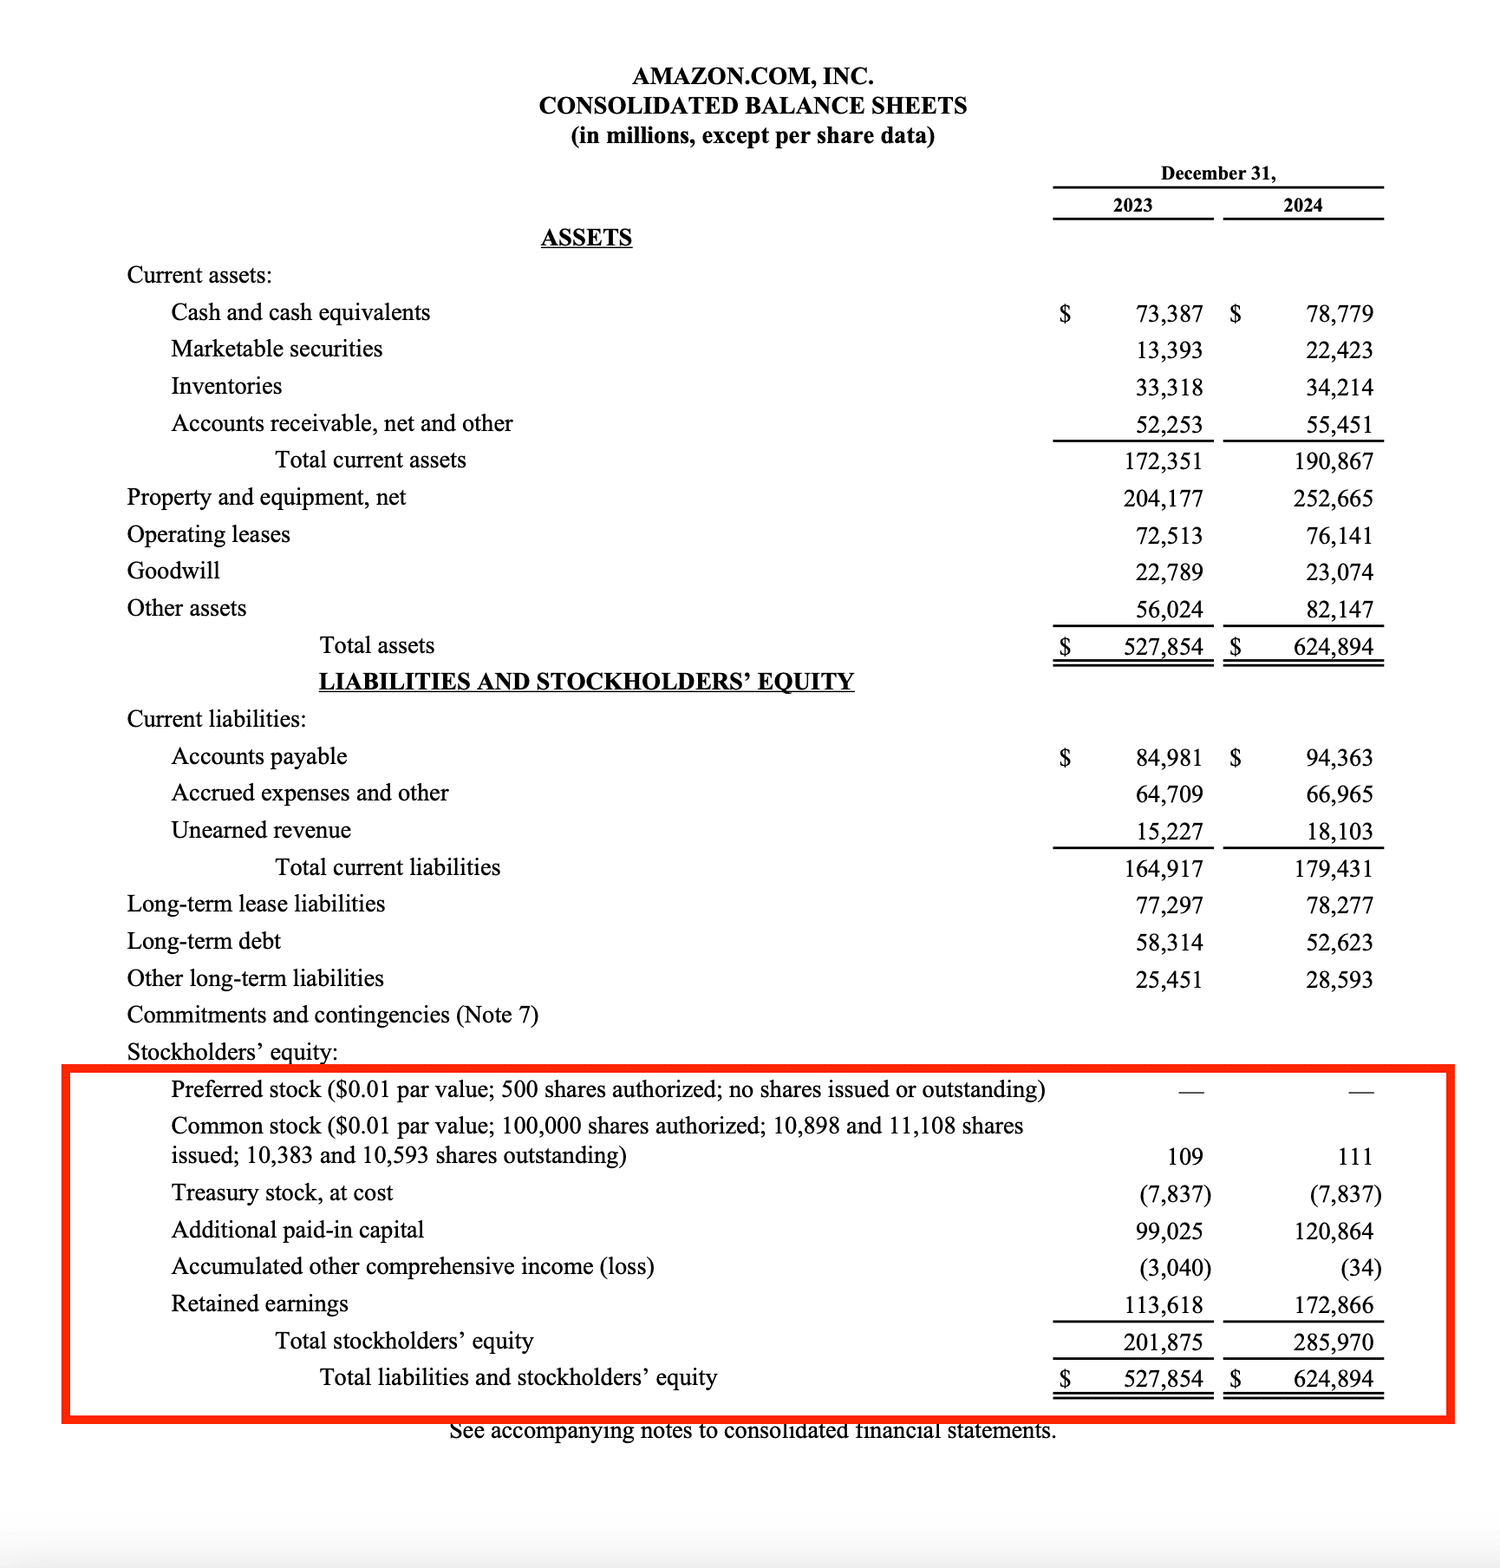 AMAZON.COM, INC.
CONSOLIDATED BALANCE SHEETS
(in millions, except per share data)
December 31,
2023 2024
ASSETS
Current assets:
Cash and cash equivalents $ 73,387 $ 78,779
Marketable securities 13,393 22,423
Inventories 33,318 34,214
Accounts receivable, net and other 52,253 55,451
Total current assets 172,351 190,867
Property and equipment, net 204,177 252,665
Operating leases 72,513 76,141
Goodwill 22,789 23,074
Other assets 56,024 82,147
Total assets $ 527,854 $ 624,894
LIABILITIES AND STOCKHOLDERS’ EQUITY
Current liabilities:
Accounts payable $ 84,981 $ 94,363
Accrued expenses and other 64,709 66,965
Unearned revenue 15,227 18,103
Total current liabilities 164,917 179,431
Long-term lease liabilities 77,297 78,277
Long-term debt 58,314 52,623
Other long-term liabilities 25,451 28,593
Commitments and contingencies (Note 7)
Stockholders’ equity:
Preferred stock ($0.01 par value; 500 shares authorized; no shares issued or outstanding) — —
Common stock ($0.01 par value; 100,000 shares authorized; 10,898 and 11,108 shares
issued; 10,383 and 10,593 shares outstanding) 109 111
Treasury stock, at cost (7,837) (7,837)
Additional paid-in capital 99,025 120,864
Accumulated other comprehensive income (loss) (3,040) (34)
Retained earnings 113,618 172,866
Total stockholders’ equity 201,875 285,970
Total liabilities and stockholders’ equity $ 527,854 $ 624,894
See accompanying notes to consolidated financial statements.